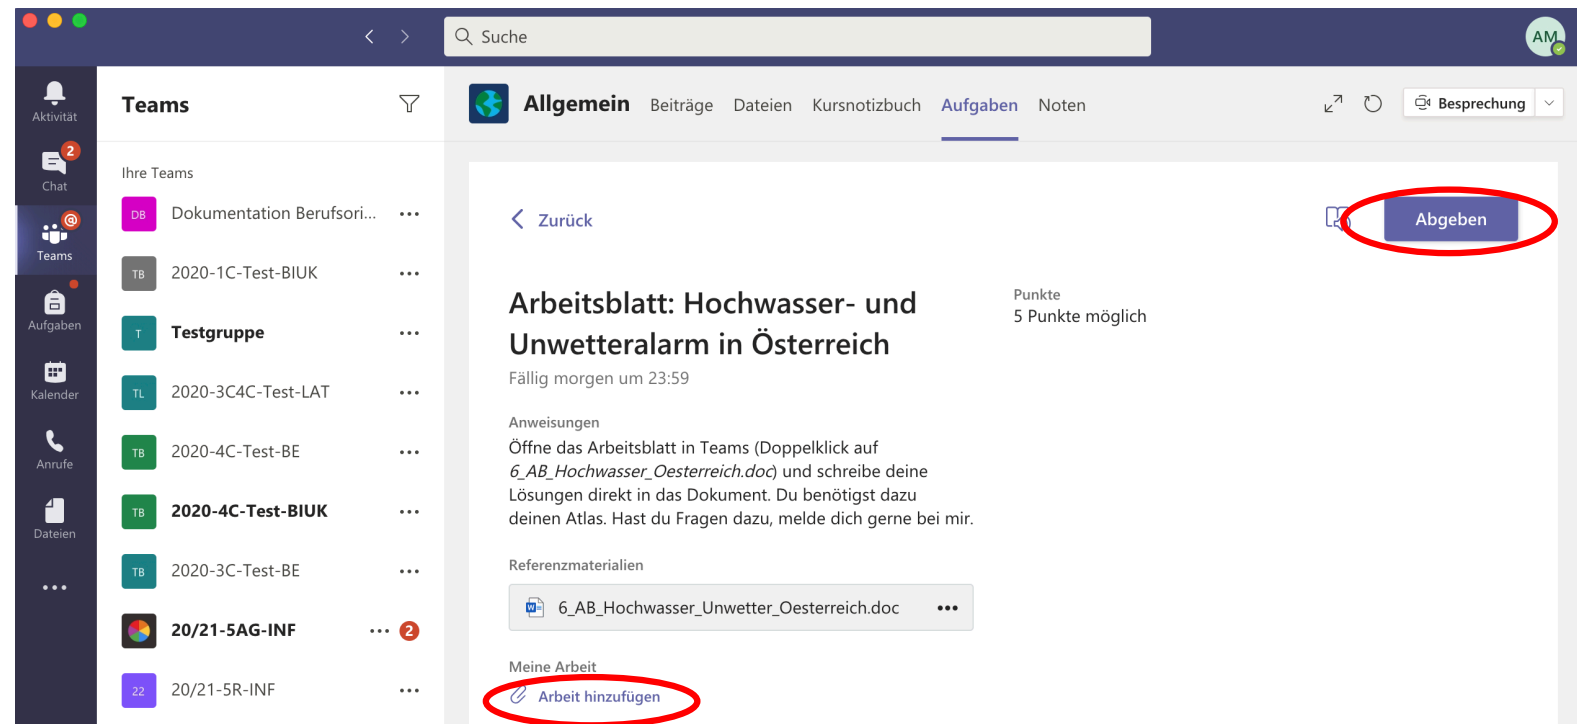 Suche
AM
Aktivität
2
Chat
@
Teams
Aufgaben
Kalender
Anrufe
Dateien
Teams
Ihre Teams
DB Dokumentation Berufsori... ...
TB 2020-1C-Test-BIUK ...
T Testgruppe ...
TL 2020-3C4C-Test-LAT ...
TB 2020-4C-Test-BE ...
TB 2020-4C-Test-BIUK ...
TB 2020-3C-Test-BE ...
20/21-5AG-INF ... 2
22 20/21-5R-INF ...
Allgemein Beiträge Dateien Kursnotizbuch Aufgaben Noten
Besprechung
Zurück
Abgeben
Arbeitsblatt: Hochwasser- und
Unwetteralarm in Österreich
Fällig morgen um 23:59
Punkte
5 Punkte möglich
Anweisungen
Öffne das Arbeitsblatt in Teams (Doppelklick auf
6_AB_Hochwasser_Oesterreich.doc) und schreibe deine
Lösungen direkt in das Dokument. Du benötigst dazu
deinen Atlas. Hast du Fragen dazu, melde dich gerne bei mir.
Referenzmaterialien
6_AB_Hochwasser_Unwetter_Oesterreich.doc ...
Meine Arbeit
Arbeit hinzufügen